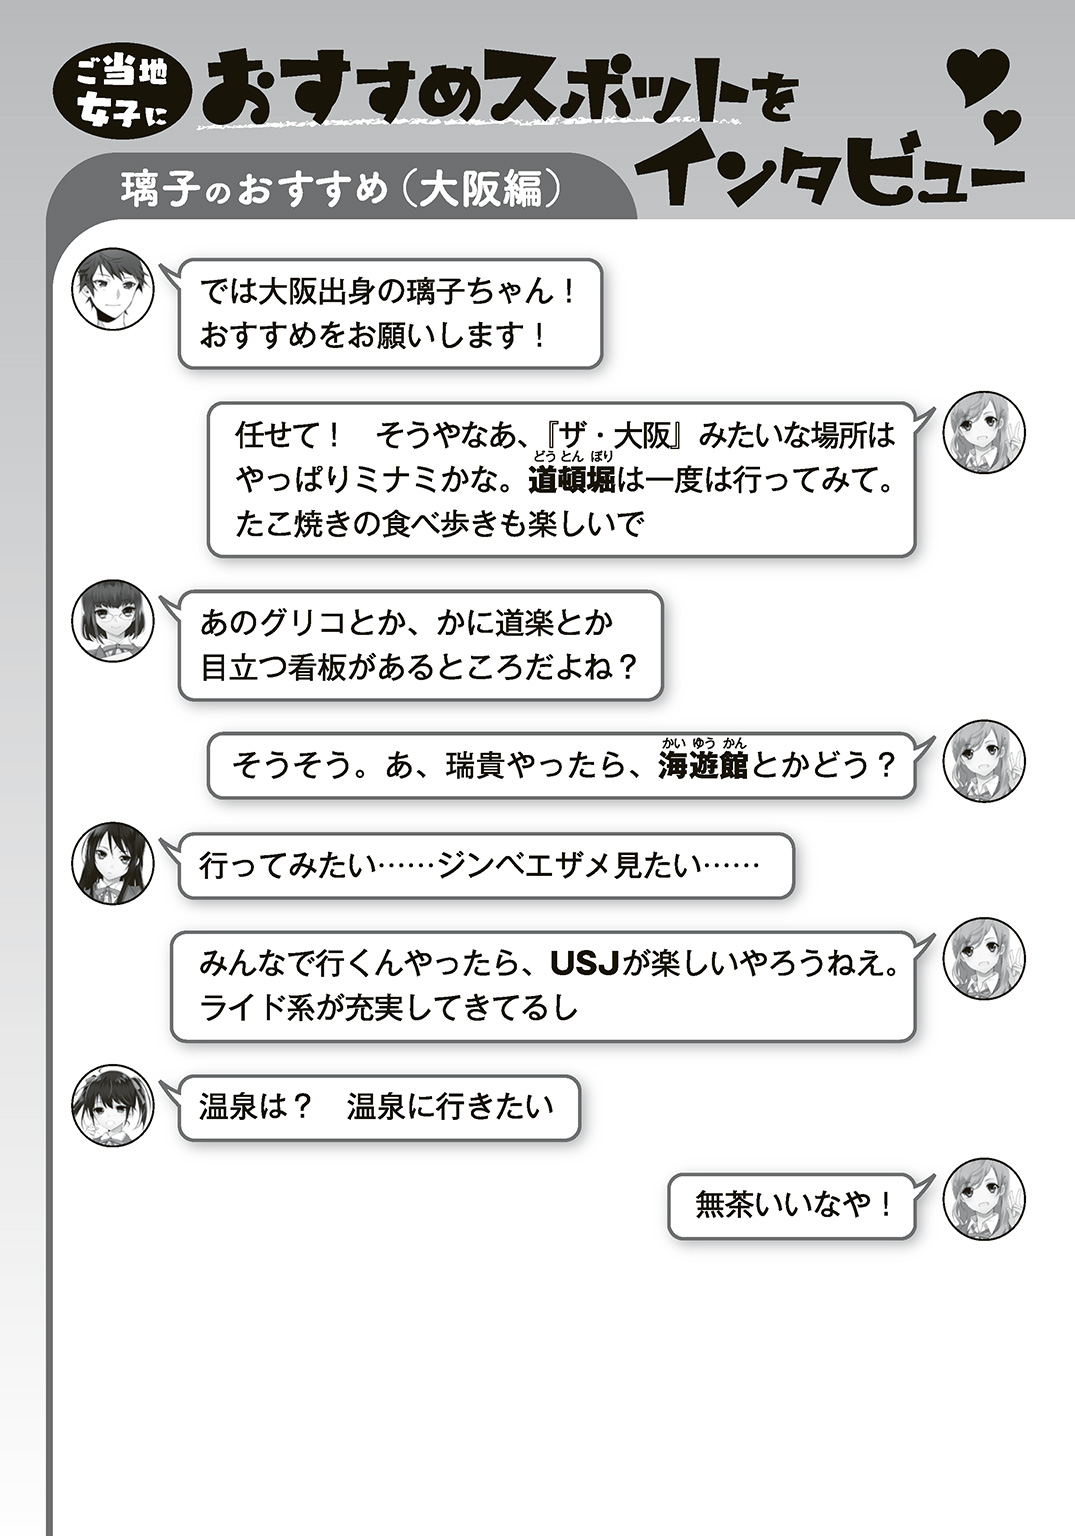 ご当地
女子に
おすすめスポットを
インタビュー
璃子のおすすめ（大阪編）
では大阪出身の璃子ちゃん！
おすすめをお願いします！
任せて！　そうやなあ、『ザ・大阪』みたいな場所は
どうとんぼり
やっぱりミナミかな。道頓堀は一度は行ってみて。
たこ焼きの食べ歩きも楽しいで
あのグリコとか、かに道楽とか
目立つ看板があるところだよね？
かいゆうかん
そうそう。あ、瑞貴やったら、海遊館とかどう？
行ってみたい……ジンベエザメ見たい……
みんなで行くんやったら、USJが楽しいやろうねえ。
ライド系が充実してきてるし
温泉は？　温泉に行きたい
無茶いいなや！